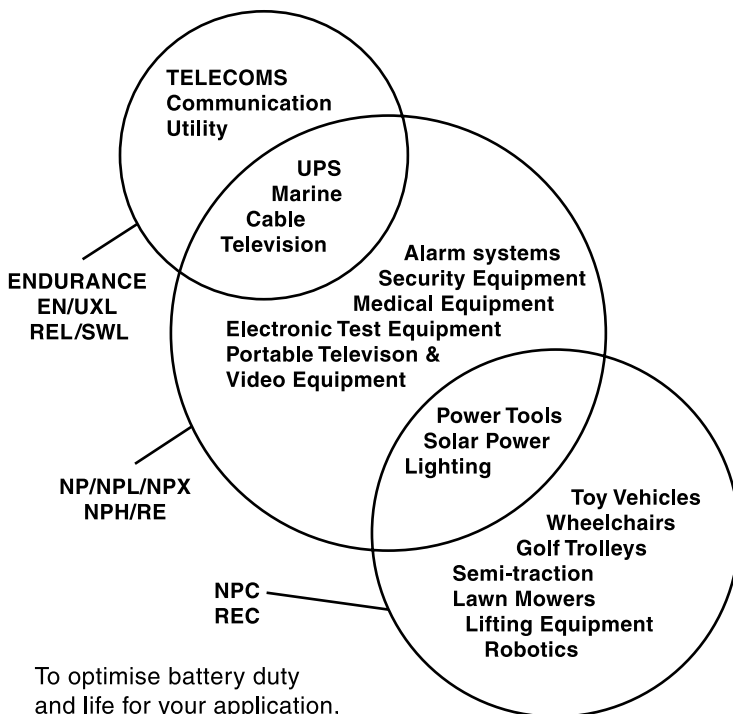 TELECOMS
Communication
Utility
UPS
Marine
Cable
Television
ENDURANCE
EN/UXL
REL/SWL
Alarm systems
Security Equipment
Medical Equipment
Electronic Test Equipment
Portable Televison &
Video Equipment
Power Tools
Solar Power
Lighting
NP/NPL/NPX
NPH/RE
Toy Vehicles
Wheelchairs
Golf Trolleys
Semi-traction
Lawn Mowers
Lifting Equipment
Robotics
NPC
REC
To optimise battery duty
and life for your application.